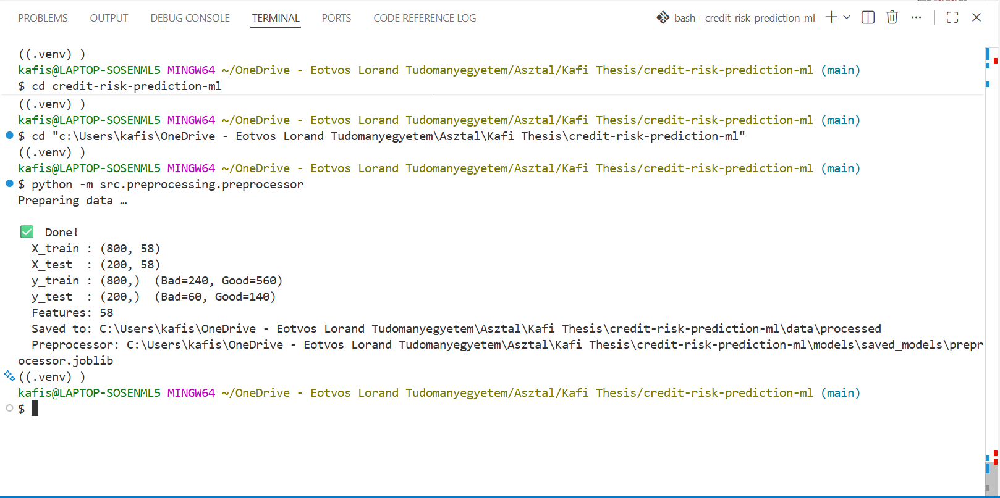 PROBLEMS OUTPUT DEBUG CONSOLE TERMINAL PORTS CODE REFERENCE LOG bash - credit-risk-prediction-ml
((.venv) )
kafis@LAPTOP-SOSENML5 MINGW64 ~/OneDrive - Eotvos Lorand Tudomanyegyetem/Asztal/Kafi Thesis/credit-risk-prediction-ml (main)
$ cd credit-risk-prediction-ml
((.venv) )
kafis@LAPTOP-SOSENML5 MINGW64 ~/OneDrive - Eotvos Lorand Tudomanyegyetem/Asztal/Kafi Thesis/credit-risk-prediction-ml (main)
$ cd "c:\Users\kafis\OneDrive - Eotvos Lorand Tudomanyegyetem\Asztal\Kafi Thesis\credit-risk-prediction-ml"
((.venv) )
kafis@LAPTOP-SOSENML5 MINGW64 ~/OneDrive - Eotvos Lorand Tudomanyegyetem/Asztal/Kafi Thesis/credit-risk-prediction-ml (main)
$ python -m src.preprocessing.preprocessor
Preparing data …
✅ Done!
X_train : (800, 58)
X_test : (200, 58)
y_train : (800,) (Bad=240, Good=560)
y_test : (200,) (Bad=60, Good=140)
Features: 58
Saved to: C:\Users\kafis\OneDrive - Eotvos Lorand Tudomanyegyetem\Asztal\Kafi Thesis\credit-risk-prediction-ml\data\processed
Preprocessor: C:\Users\kafis\OneDrive - Eotvos Lorand Tudomanyegyetem\Asztal\Kafi Thesis\credit-risk-prediction-ml\models\saved_models\prepr
ocessor.joblib
((.venv) )
kafis@LAPTOP-SOSENML5 MINGW64 ~/OneDrive - Eotvos Lorand Tudomanyegyetem/Asztal/Kafi Thesis/credit-risk-prediction-ml (main)
$